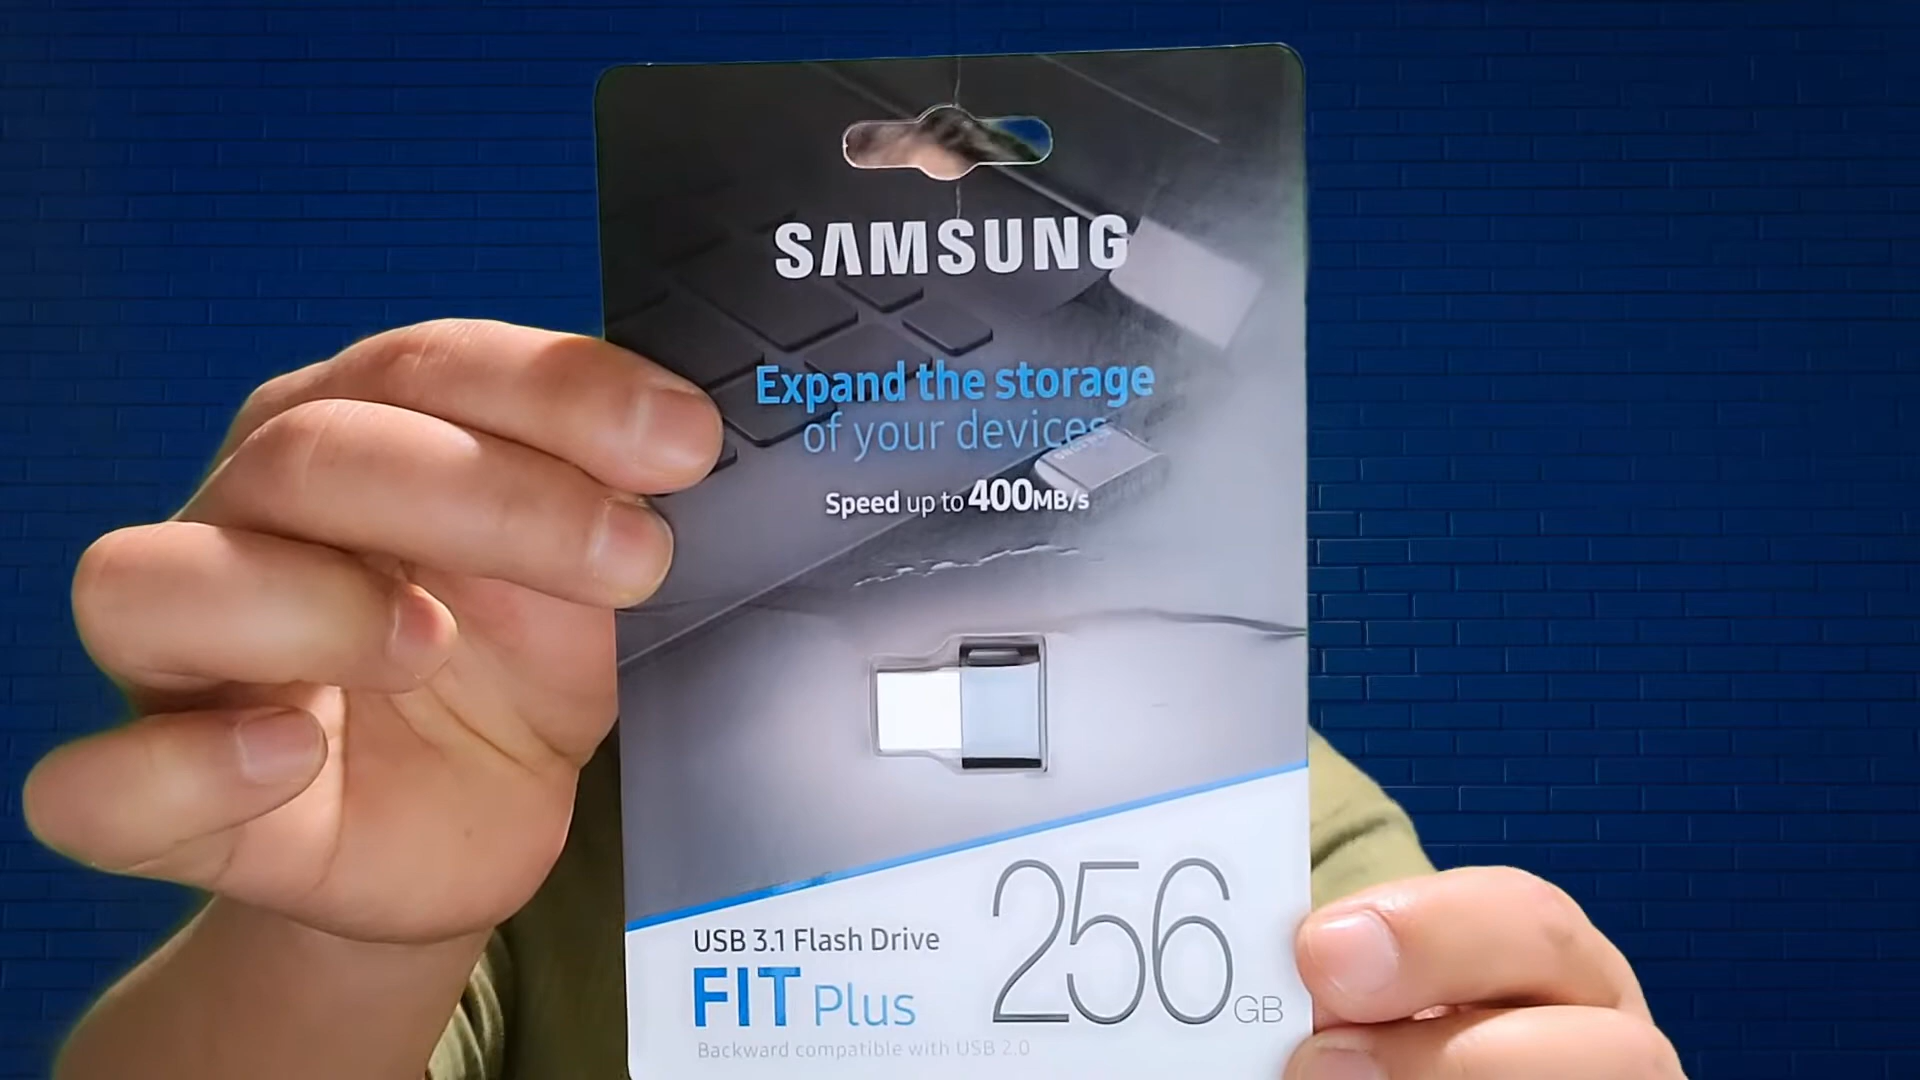 SAMSUNG
Expand the storage
of your devices
Speed up to 400MB/s
USB 3.1 Flash Drive
FIT Plus
256GB
Backward compatible with USB 2.0